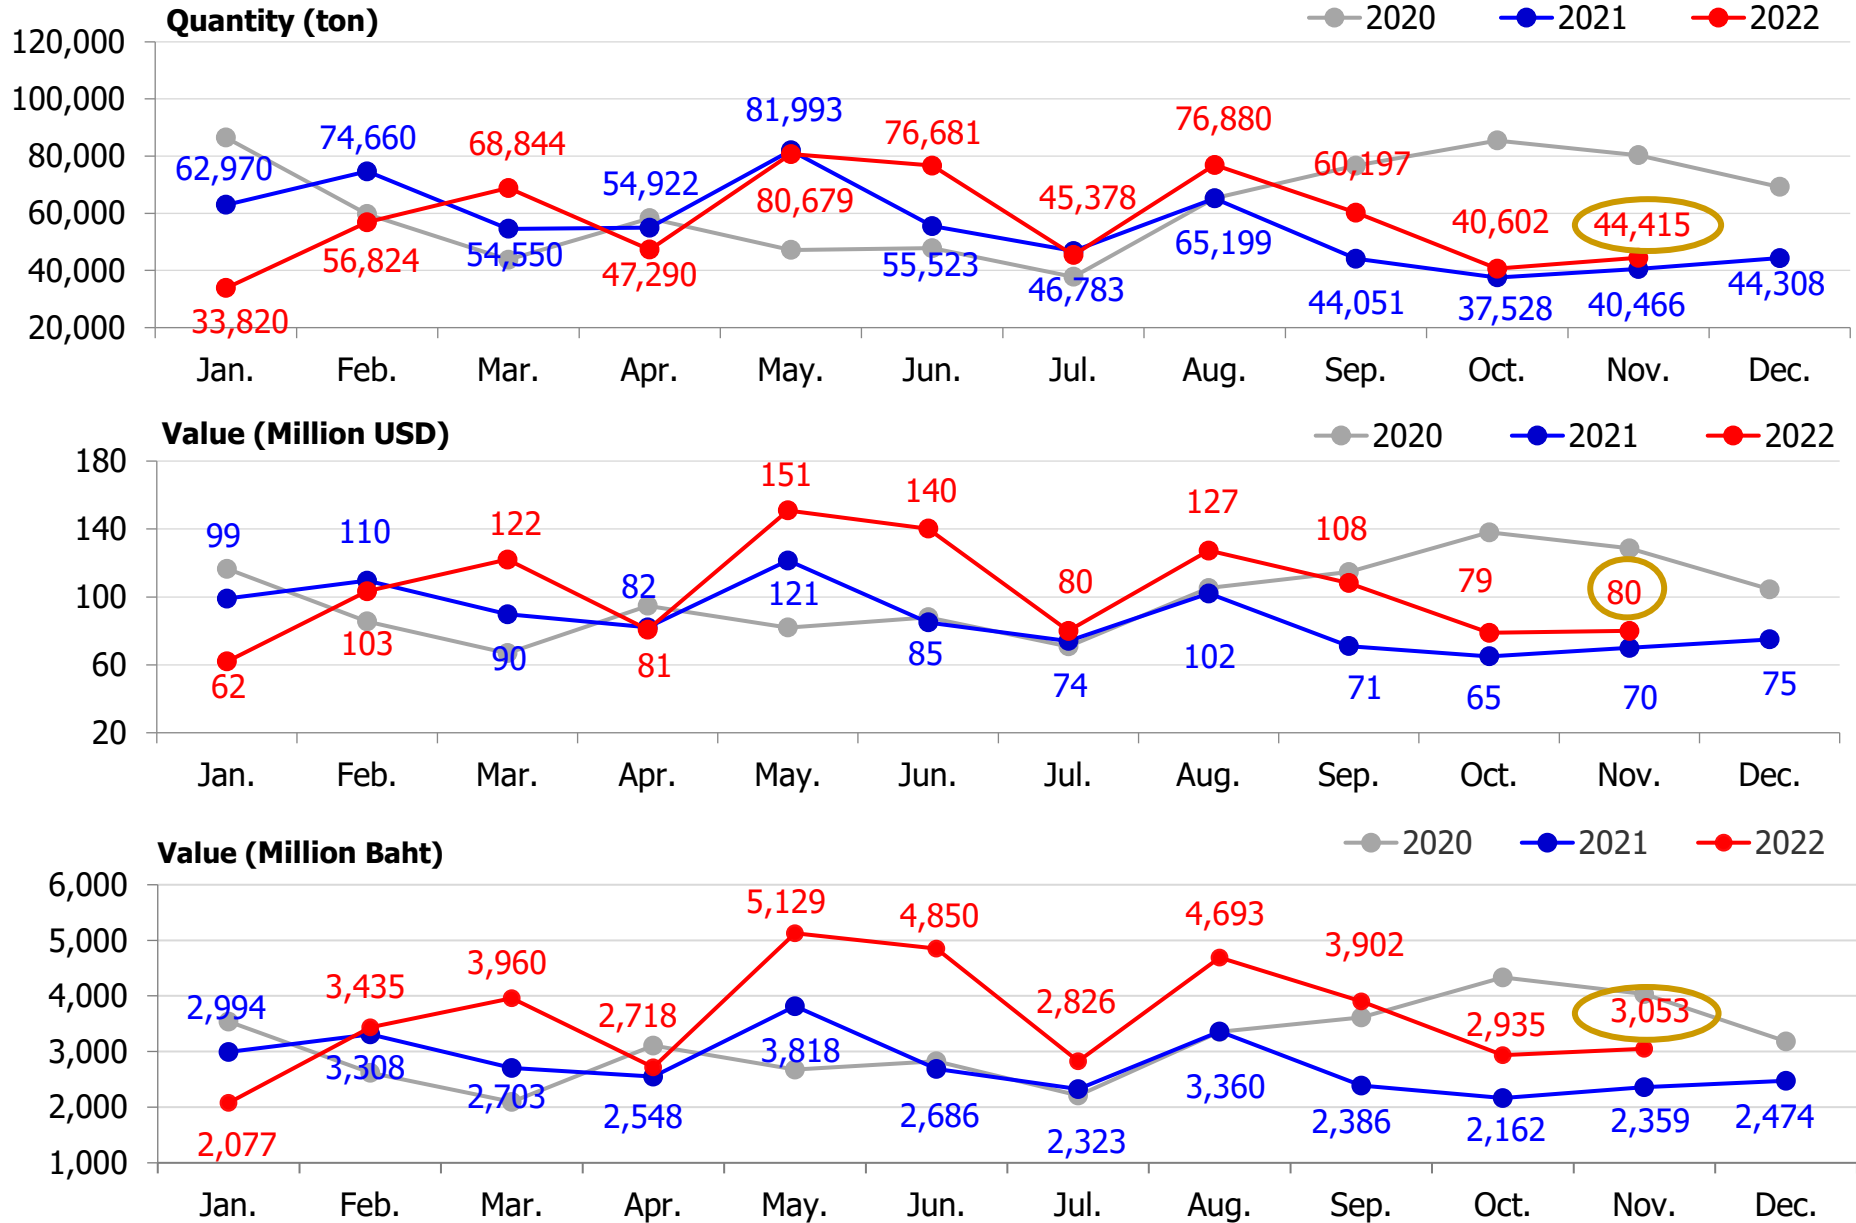 Quantity (ton)
2020 2021 2022
120,000
100,000
80,000
60,000
40,000
20,000
62,970 74,660 54,550 54,922 81,993 55,523 46,783 65,199 44,051 37,528 40,466 44,308
33,820 56,824 68,844 47,290 80,679 76,681 45,378 76,880 60,197 40,602 44,415
Jan. Feb. Mar. Apr. May. Jun. Jul. Aug. Sep. Oct. Nov. Dec.
Value (Million USD)
2020 2021 2022
180
140
100
60
20
99 110 90 82 121 85 74 102 71 65 70 75
62 103 122 81 151 140 80 127 108 79 80
Jan. Feb. Mar. Apr. May. Jun. Jul. Aug. Sep. Oct. Nov. Dec.
Value (Million Baht)
2020 2021 2022
6,000
5,000
4,000
3,000
2,000
1,000
2,994 3,308 2,703 2,548 3,818 2,686 2,323 3,360 2,386 2,162 2,359 2,474
2,077 3,435 3,960 2,718 5,129 4,850 2,826 4,693 3,902 2,935 3,053
Jan. Feb. Mar. Apr. May. Jun. Jul. Aug. Sep. Oct. Nov. Dec.